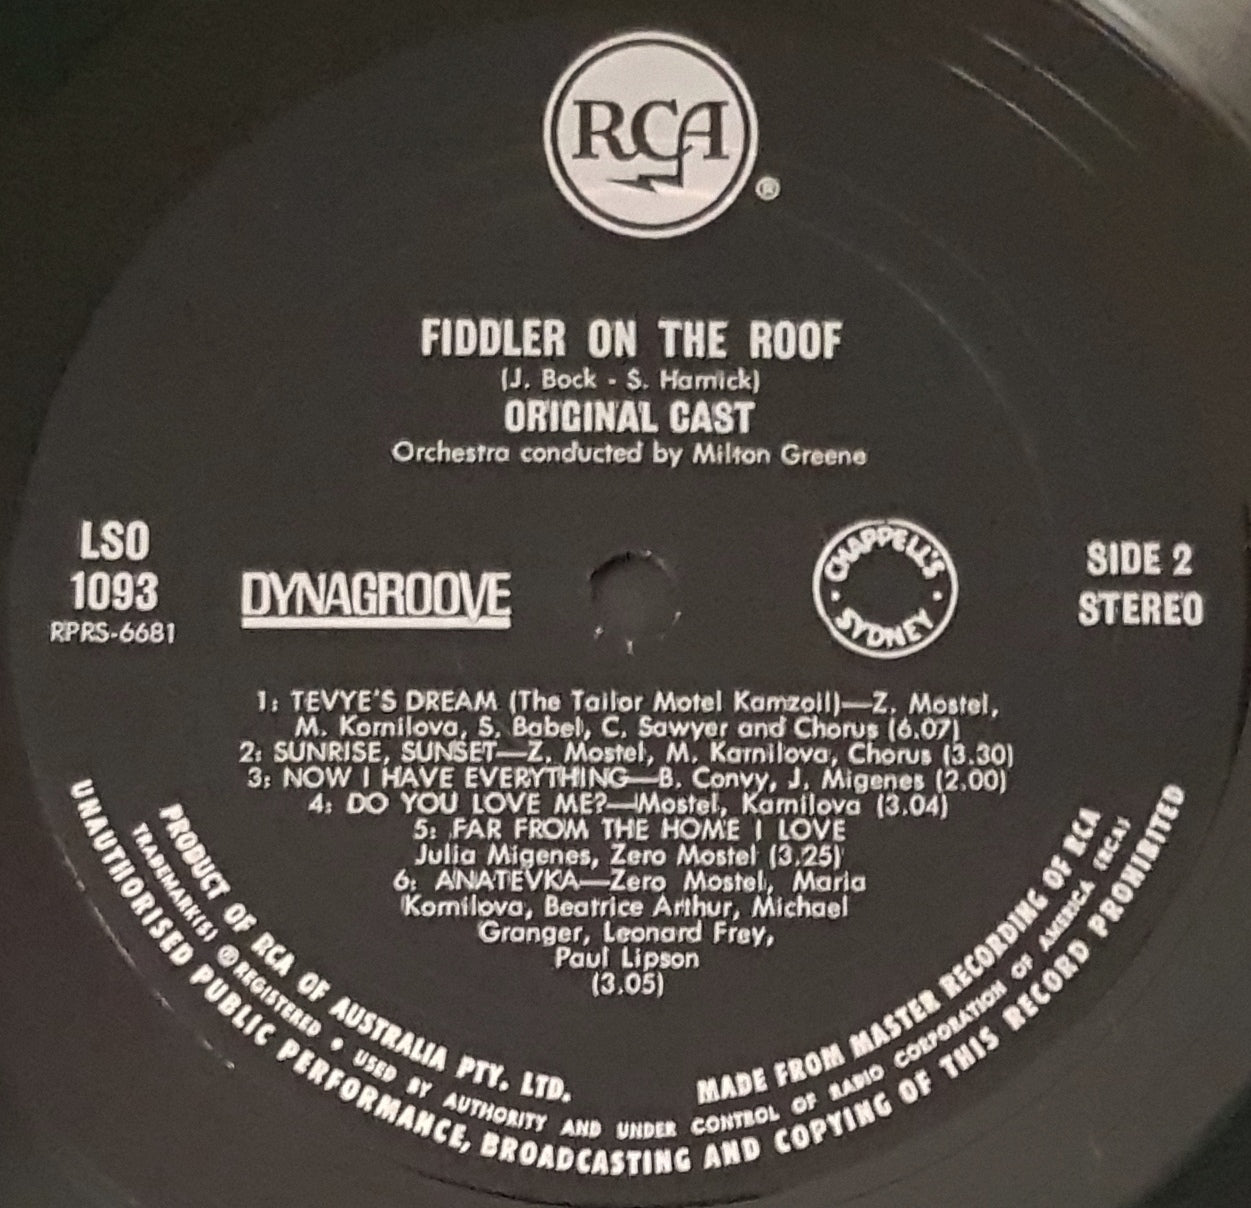 RCA
®
FIDDLER ON THE ROOF
(J. Bock - S. Harnick)
ORIGINAL CAST
Orchestra conducted by Milton Greene
LSO
1093
RPRS-6681
DYNAGROOVE
CHAPPELL'S
• SYDNEY •
SIDE 2
STEREO
1: TEVYE'S DREAM (The Tailor Motel Kamzoil)—Z. Mostel,
M. Kornilova, S. Babel, C. Sawyer and Chorus (6.07)
2: SUNRISE, SUNSET—Z. Mostel, M. Karnilova, Chorus (3.30)
3: NOW I HAVE EVERYTHING—B. Convy, J. Migenes (2.00)
4: DO YOU LOVE ME?—Mostel, Karnilova (3.04)
5: FAR FROM THE HOME I LOVE
Julia Migenes, Zero Mostel (3.25)
6: ANATEVKA—Zero Mostel, Maria
Kornilova, Beatrice Arthur, Michael
Granger, Leonard Frey,
Paul Lipson
(3.05)
PRODUCT OF RCA OF AUSTRALIA PTY. LTD. MADE FROM MASTER RECORDING OF RCA
TRADEMARK(S) ® REGISTERED • USED BY AUTHORITY AND UNDER CONTROL OF RADIO CORPORATION OF AMERICA (RCA)
UNAUTHORISED PUBLIC PERFORMANCE, BROADCASTING AND COPYING OF THIS RECORD PROHIBITED